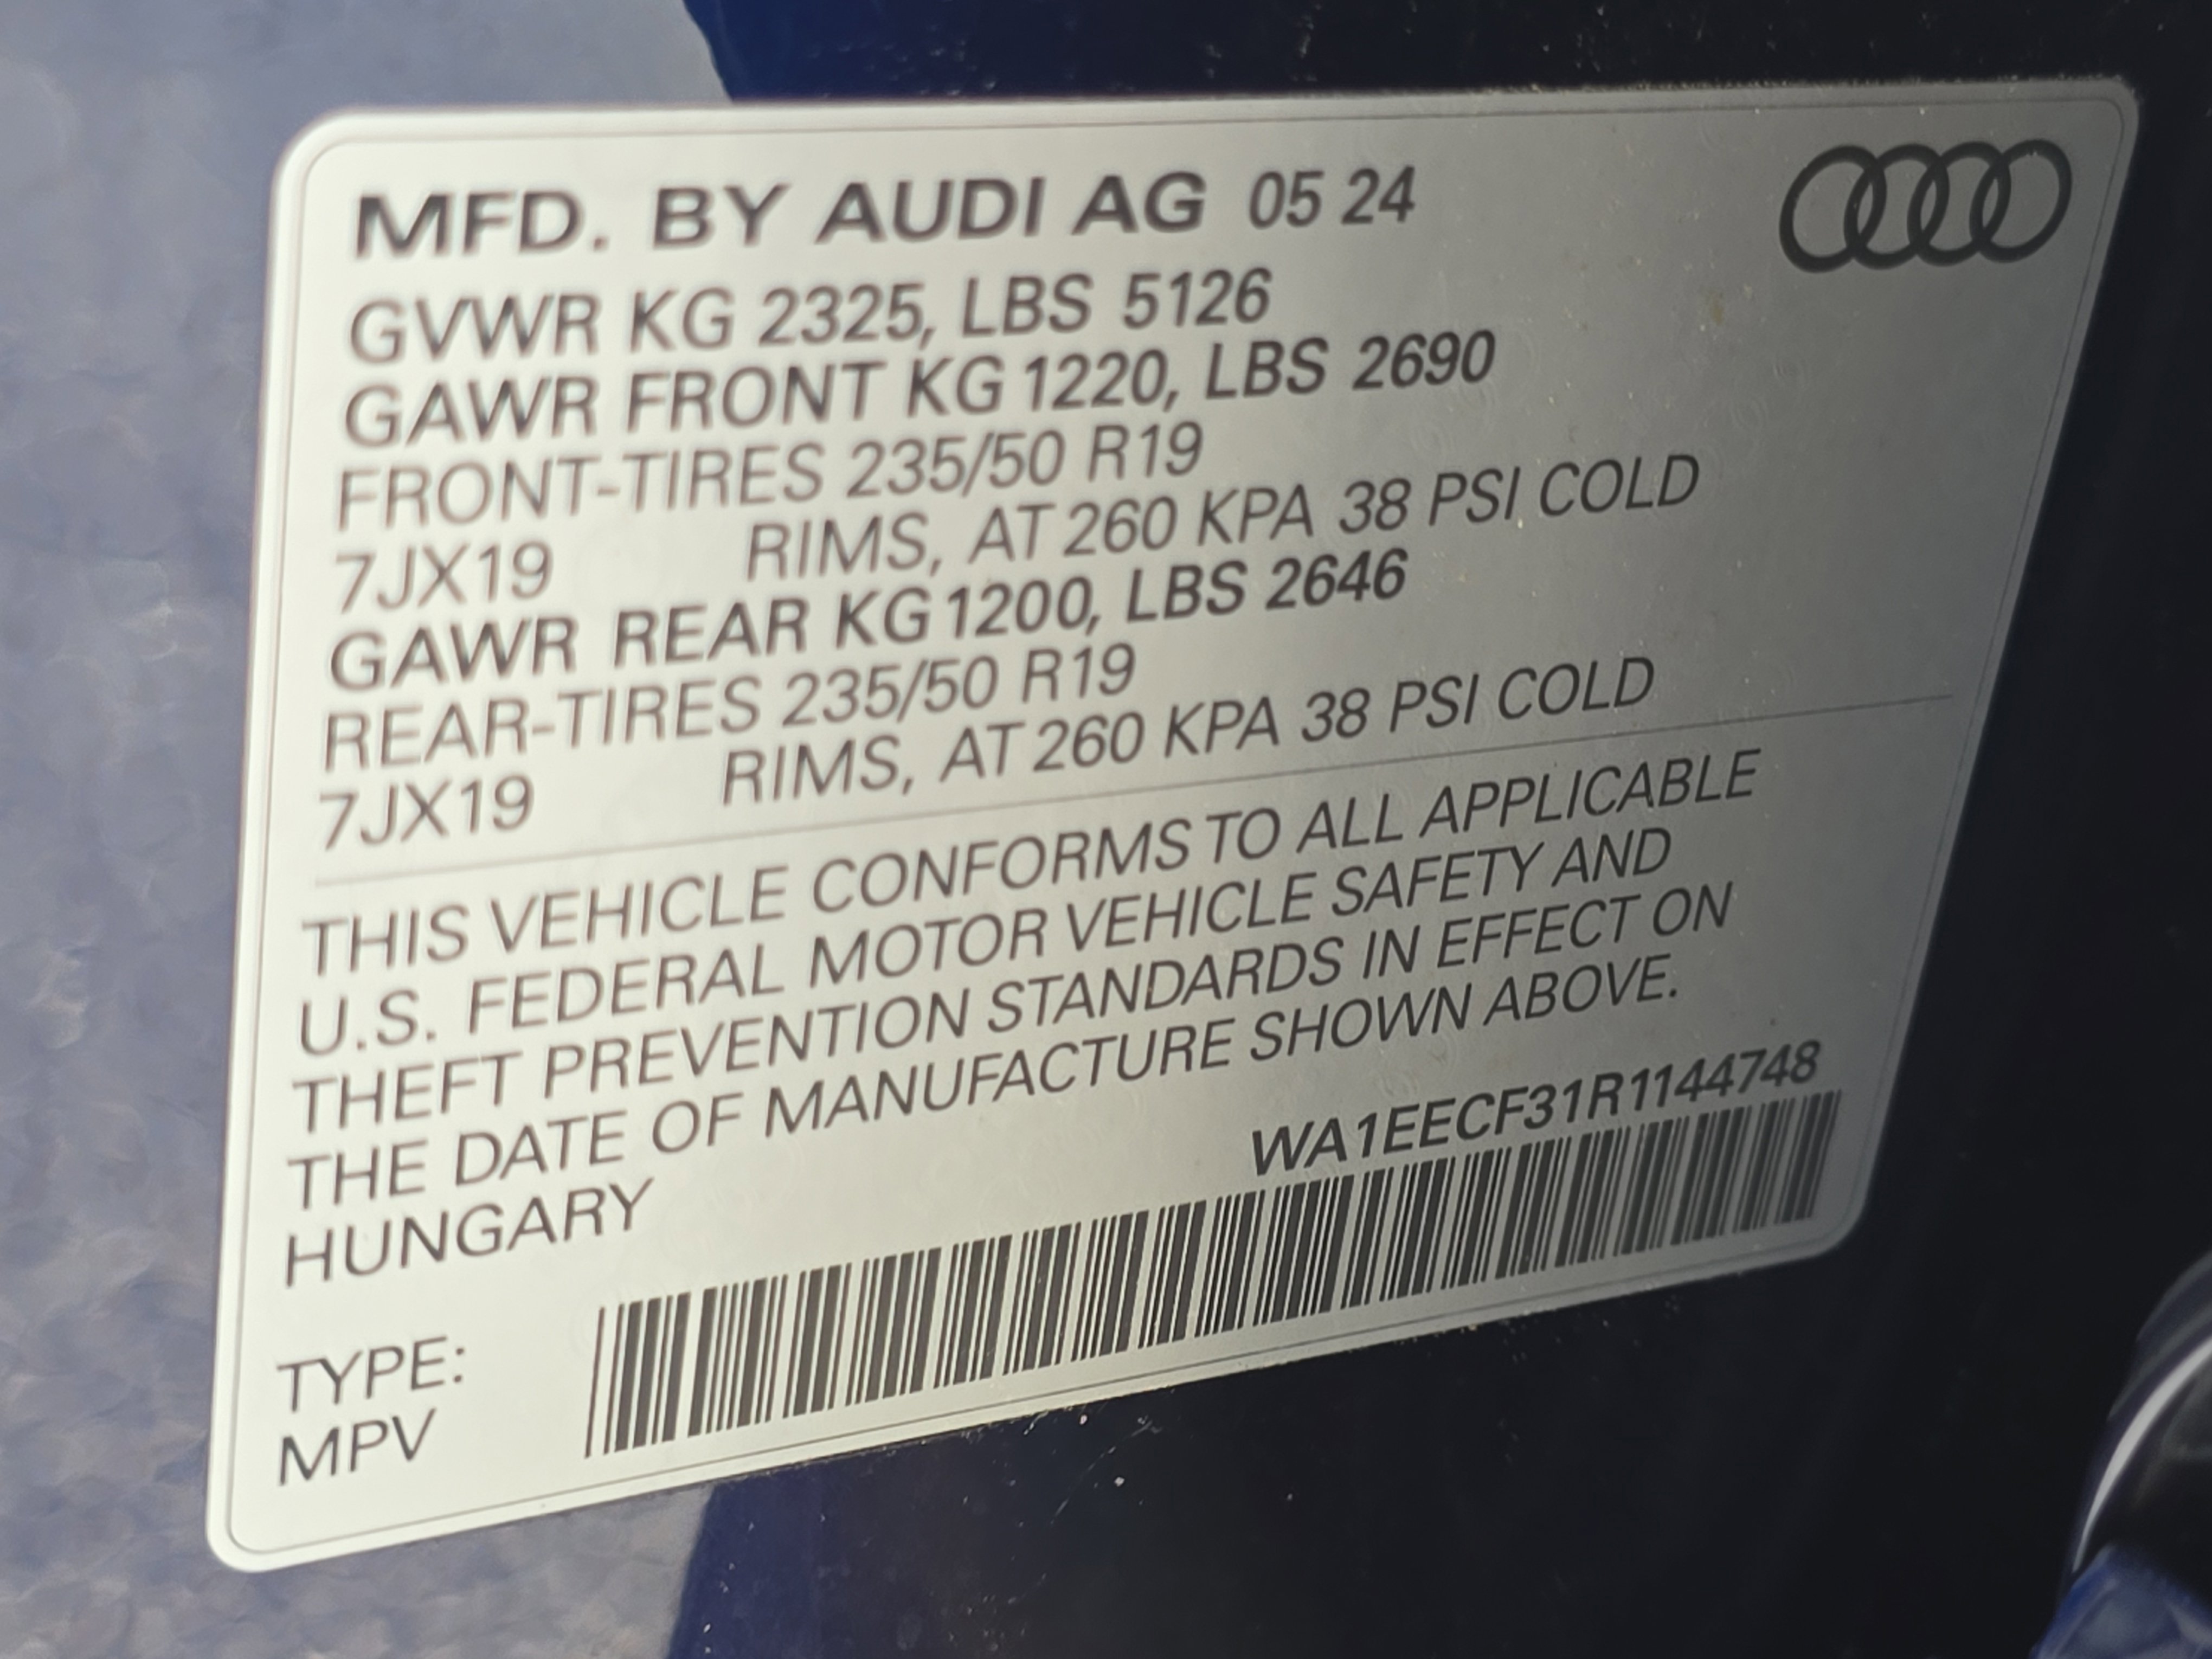 MFD. BY AUDI AG 05 24
GVWR KG 2325, LBS 5126
GAWR FRONT KG 1220, LBS 2690
FRONT-TIRES 235/50 R19
7JX19 RIMS, AT 260 KPA 38 PSI COLD
GAWR REAR KG 1200, LBS 2646
REAR-TIRES 235/50 R19
7JX19 RIMS, AT 260 KPA 38 PSI COLD
THIS VEHICLE CONFORMS TO ALL APPLICABLE
U.S. FEDERAL MOTOR VEHICLE SAFETY AND
THEFT PREVENTION STANDARDS IN EFFECT ON
THE DATE OF MANUFACTURE SHOWN ABOVE.
HUNGARY
WA1EECF31R1144748
TYPE:
MPV